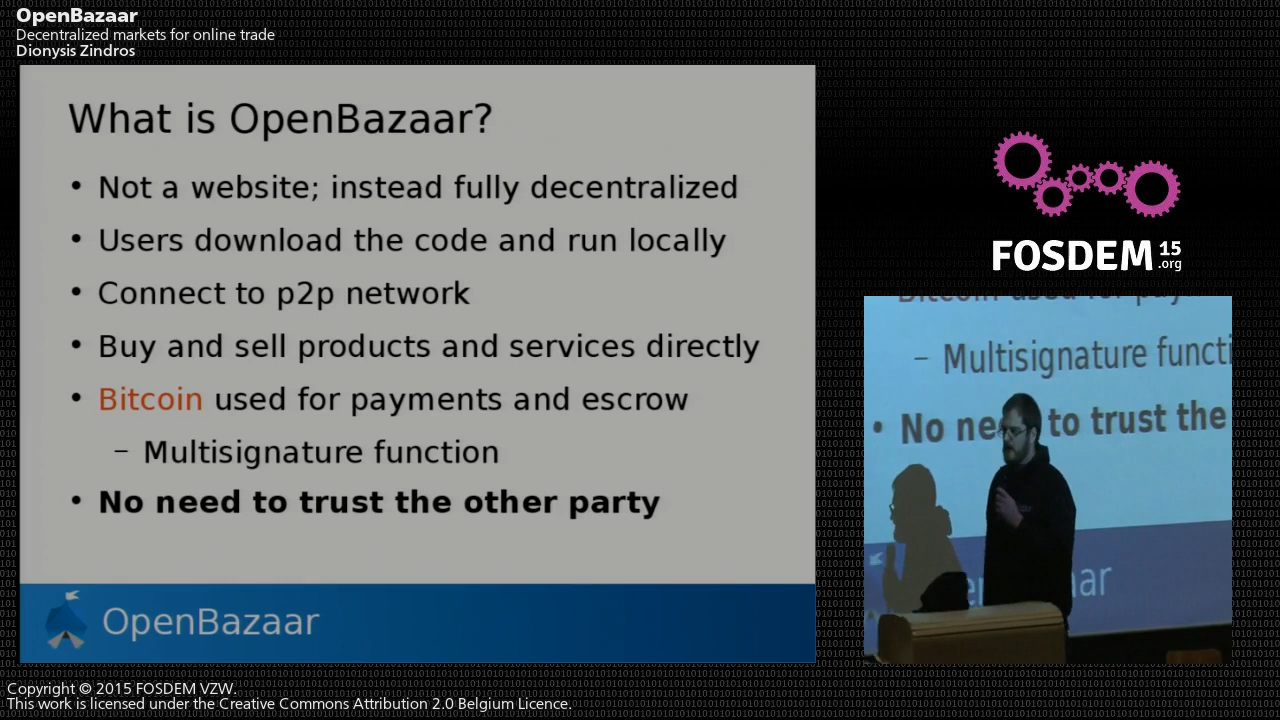 OpenBazaar
Decentralized markets for online trade
Dionysis Zindros
What is OpenBazaar?
• Not a website; instead fully decentralized
• Users download the code and run locally
• Connect to p2p network
• Buy and sell products and services directly
• Bitcoin used for payments and escrow
– Multisignature function
• No need to trust the other party
OpenBazaar
FOSDEM 15
.org
– Multisignature functi
• No need to trust the
aar
Copyright © 2015 FOSDEM VZW.
This work is licensed under the Creative Commons Attribution 2.0 Belgium Licence.